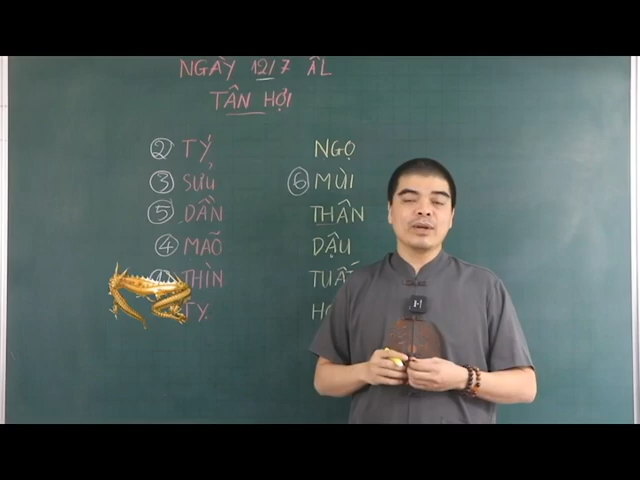 NGÀY 12/7 ÂL
TÂN HỢI
② TÝ
③ SỬU
⑤ DẦN
④ MÃO
① THÌN
TỴ
NGỌ
⑥ MÙI
THÂN
DẬU
H